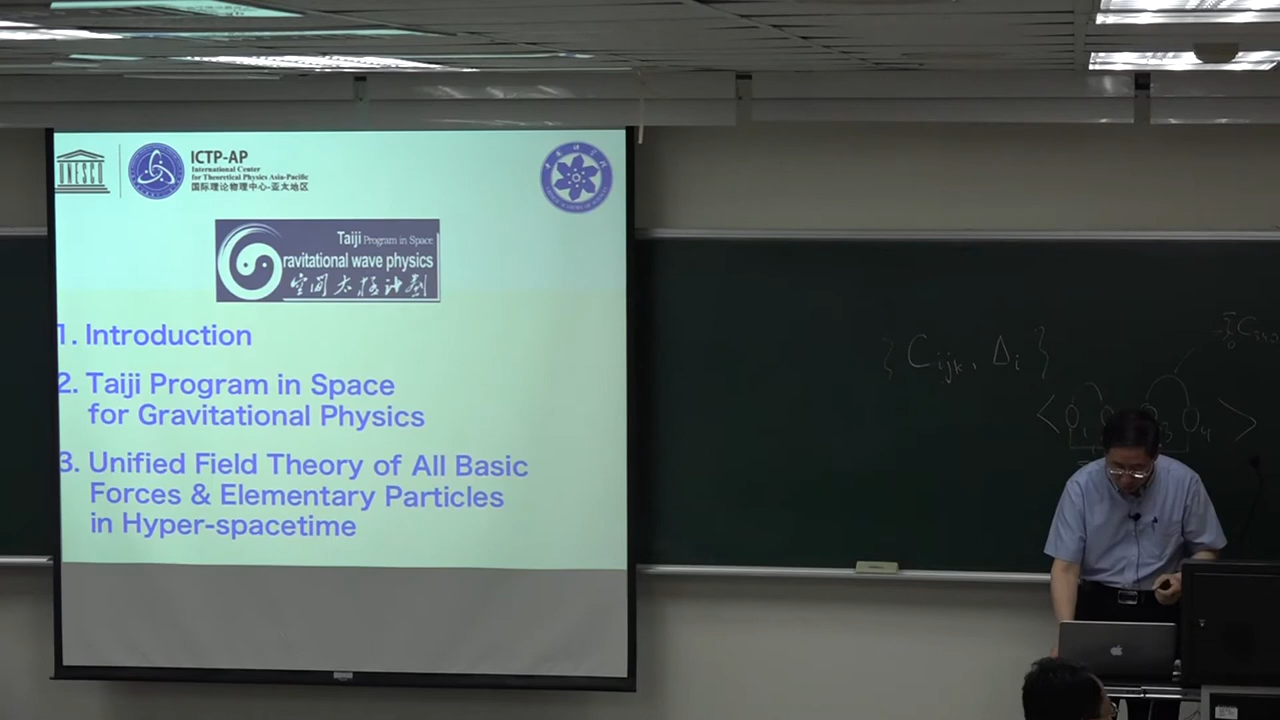 UNESCO
ICTP-AP
International Center
for Theoretical Physics Asia-Pacific
国际理论物理中心-亚太地区
Taiji Program in Space
Gravitational wave physics
空间太极计划
1. Introduction
2. Taiji Program in Space
for Gravitational Physics
3. Unified Field Theory of All Basic
Forces & Elementary Particles
in Hyper-spacetime
{ Cijk, Δi }